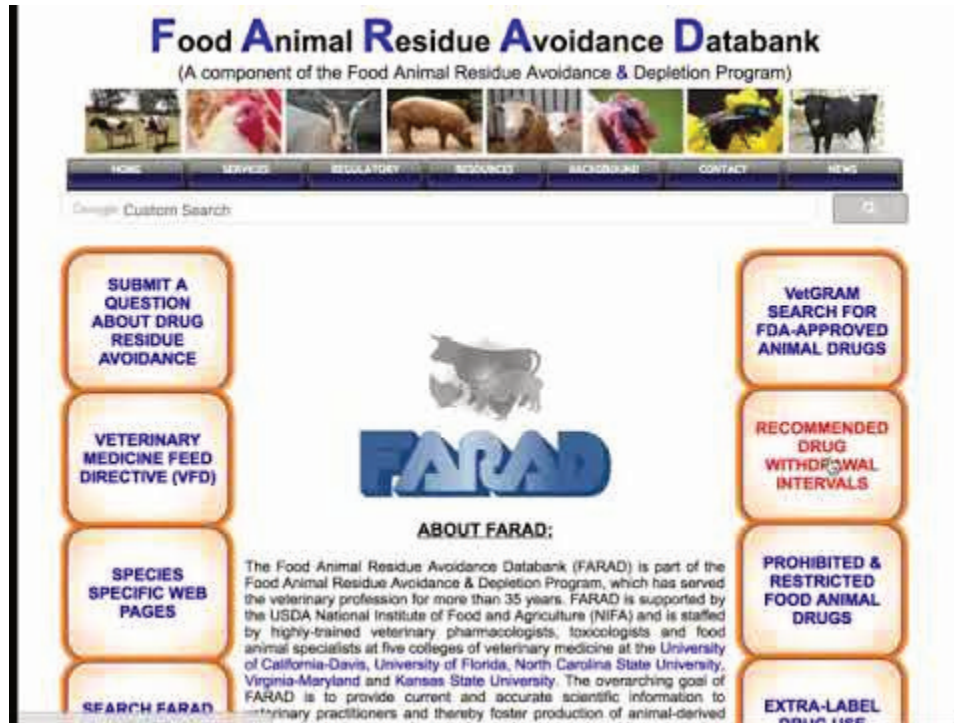 Food Animal Residue Avoidance Databank
(A component of the Food Animal Residue Avoidance & Depletion Program)
HOME SERVICES REGULATORY RESOURCES BACKGROUND CONTACT NEWS
Google Custom Search
SUBMIT A
QUESTION
ABOUT DRUG
RESIDUE
AVOIDANCE
VETERINARY
MEDICINE FEED
DIRECTIVE (VFD)
SPECIES
SPECIFIC WEB
PAGES
SEARCH FARAD
FARAD
ABOUT FARAD:
The Food Animal Residue Avoidance Databank (FARAD) is part of the
Food Animal Residue Avoidance & Depletion Program, which has served
the veterinary profession for more than 35 years. FARAD is supported by
the USDA National Institute of Food and Agriculture (NIFA) and is staffed
by highly-trained veterinary pharmacologists, toxicologists and food
animal specialists at five colleges of veterinary medicine at the University
of California-Davis, University of Florida, North Carolina State University,
Virginia-Maryland and Kansas State University. The overarching goal of
FARAD is to provide current and accurate scientific information to
veterinary practitioners and thereby foster production of animal-derived
VetGRAM
SEARCH FOR
FDA-APPROVED
ANIMAL DRUGS
RECOMMENDED
DRUG
WITHDRAWAL
INTERVALS
PROHIBITED &
RESTRICTED
FOOD ANIMAL
DRUGS
EXTRA-LABEL
DRUG USE